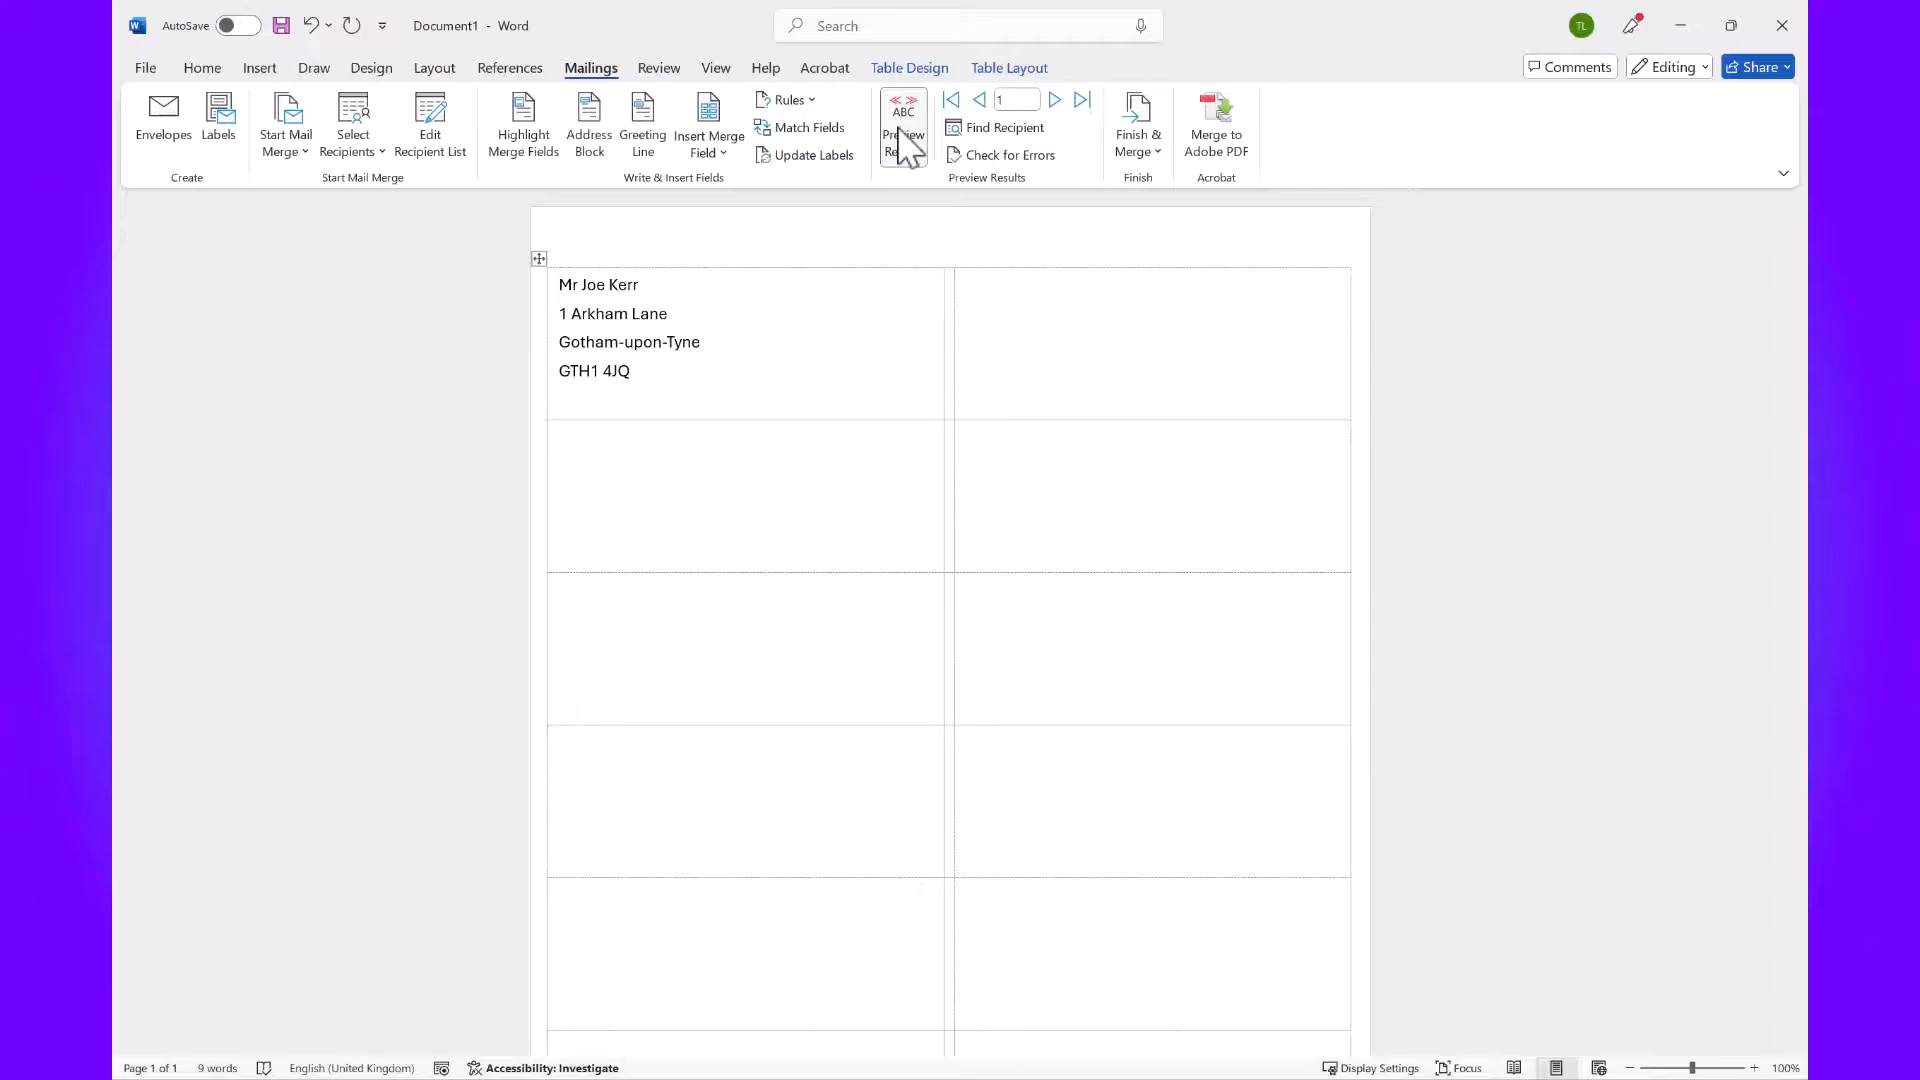 AutoSave
Document1 - Word
Search
TL
File Home Insert Draw Design Layout References Mailings Review View Help Acrobat Table Design Table Layout
Comments Editing Share
Envelopes
Labels
Create
Start Mail Merge
Select Recipients
Edit Recipient List
Start Mail Merge
Highlight Merge Fields
Address Block
Greeting Line
Insert Merge Field
Rules
Match Fields
Update Labels
Write & Insert Fields
ABC
Preview
1
Find Recipient
Check for Errors
Preview Results
Finish & Merge
Finish
Merge to Adobe PDF
Acrobat
Mr Joe Kerr
1 Arkham Lane
Gotham-upon-Tyne
GTH1 4JQ
Page 1 of 1 9 words English (United Kingdom) Accessibility: Investigate Display Settings Focus 100%